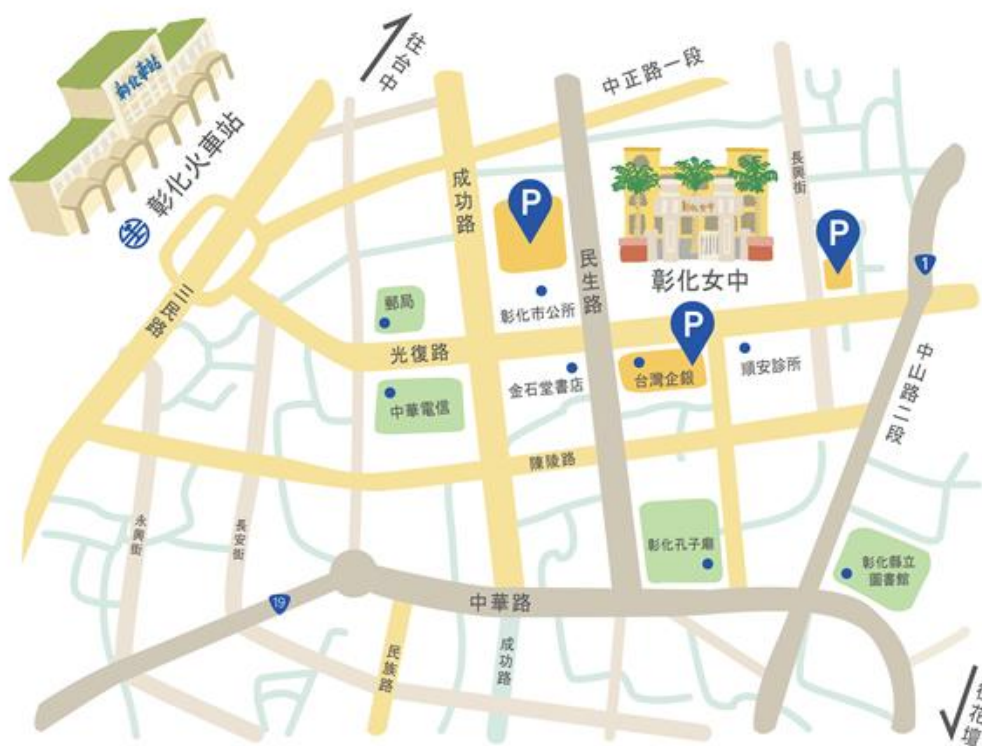 往台中
中正路一段
彰化車站
彰化火車站
成功路
長興街
P
P
1
民生路
彰化女中
彰化女中
三民路
郵局
彰化市公所
P
光復路
中山路二段
台灣企銀
順安診所
金石堂書店
中華電信
陳陵路
永興街
長安街
彰化孔子廟
彰化縣立
圖書館
19
中華路
民族路
成功路
往花壇